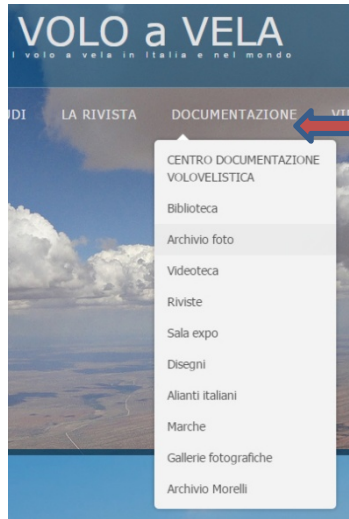 VOLO a VELA
il volo a vela in Italia e nel mondo
LA RIVISTA DOCUMENTAZIONE
CENTRO DOCUMENTAZIONE
VOLOVELISTICA
Biblioteca
Archivio foto
Videoteca
Riviste
Sala expo
Disegni
Alianti italiani
Marche
Gallerie fotografiche
Archivio Morelli